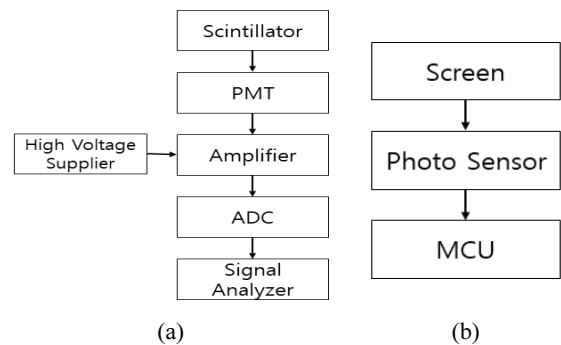 Scintillator
PMT
High Voltage
Supplier
Amplifier
ADC
Signal
Analyzer
(a)
Screen
Photo Sensor
MCU
(b)